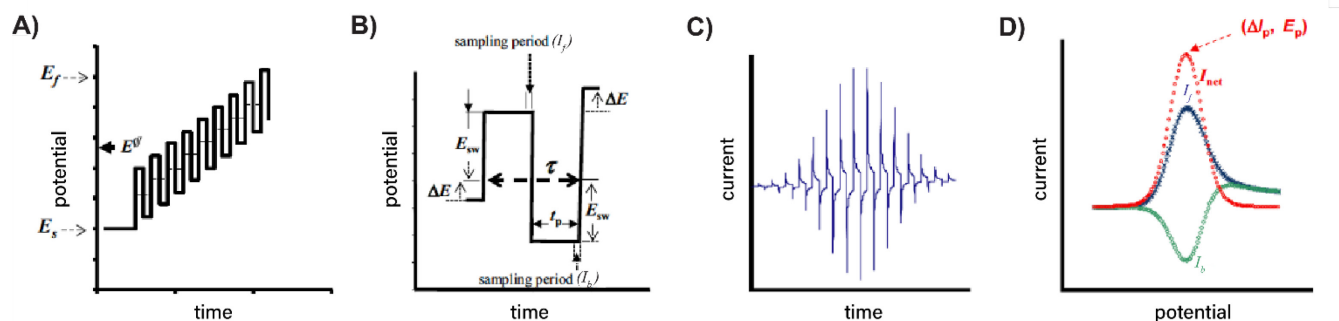 A)
E_f
potential
E^∅'
E_s
time
B)
sampling period (I_f)
ΔE
E_sw
potential
τ
ΔE
t_p
E_sw
sampling period (I_b)
time
C)
current
time
D)
(ΔI_p, E_p)
I_net
I_f
current
I_b
potential